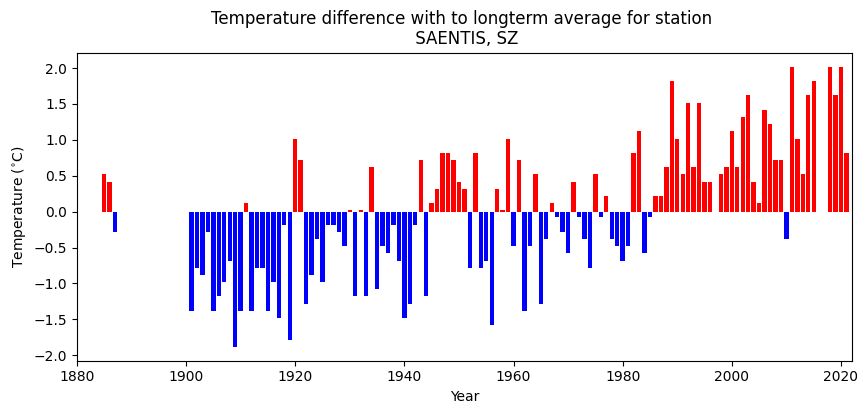 Temperature difference with to longterm average for station
SAENTIS, SZ
2.0
1.5
1.0
0.5
0.0
−0.5
−1.0
−1.5
−2.0
Temperature (°C)
1880 1900 1920 1940 1960 1980 2000 2020
Year